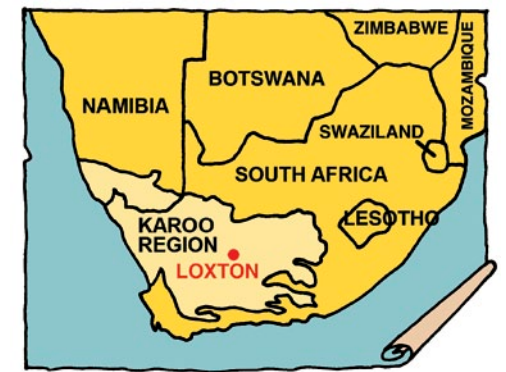 ZIMBABWE
BOTSWANA
MOZAMBIQUE
NAMIBIA
SWAZILAND
SOUTH AFRICA
LESOTHO
KAROO
REGION
LOXTON